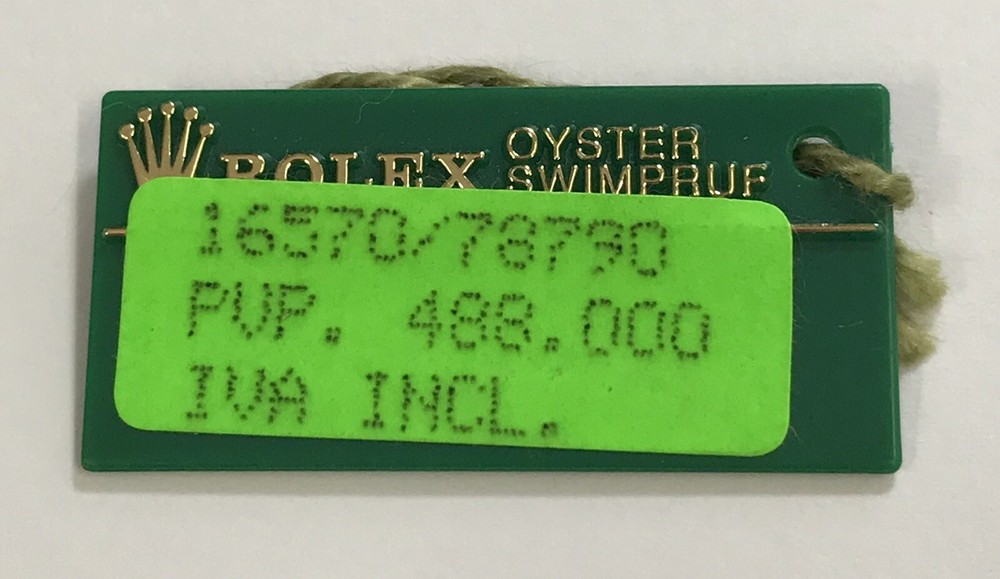 ROLEX OYSTER
SWIMPRUF
16570/78790
PVP. 488.000
IVA INCL.